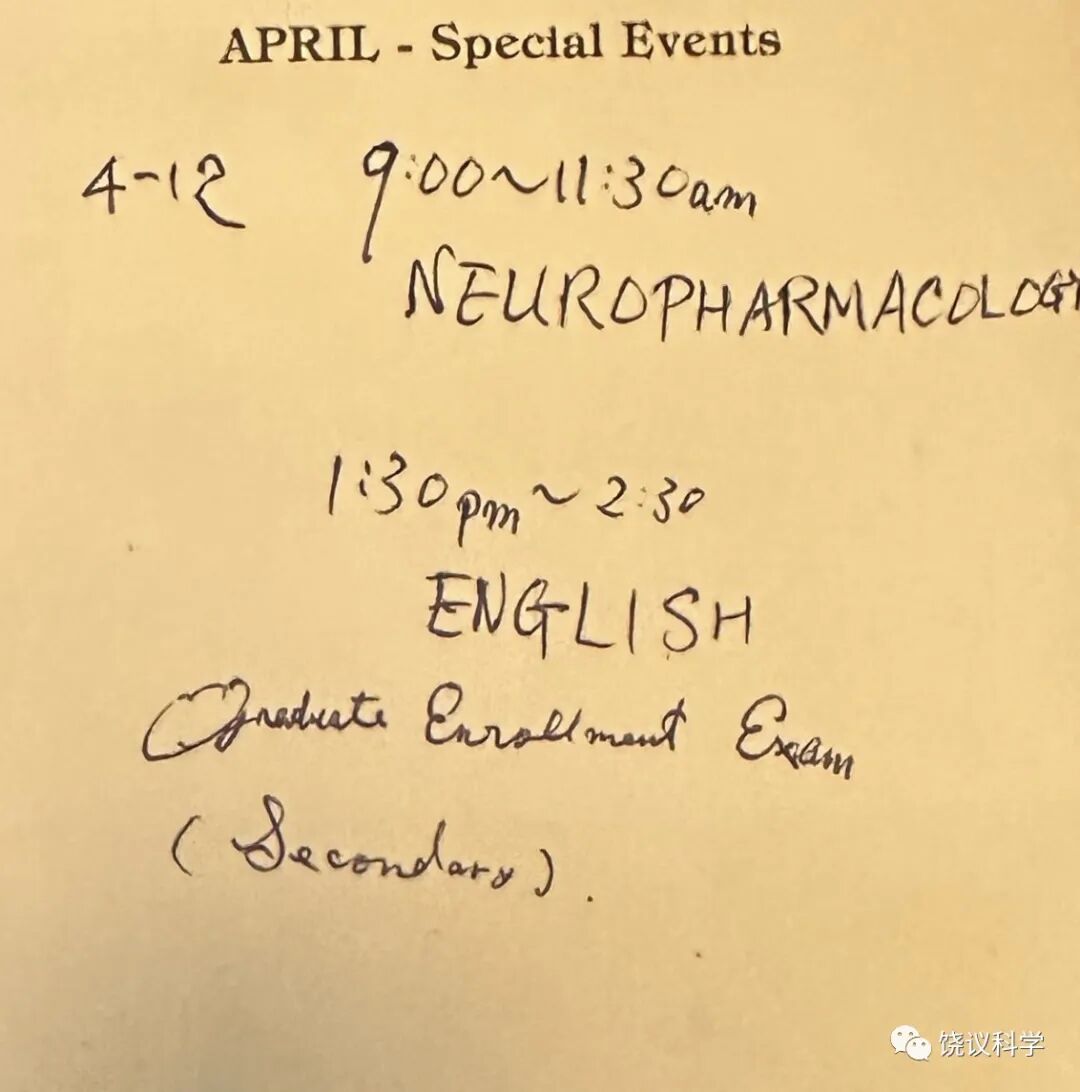 APRIL - Special Events
4-12 9:00~11:30am
NEUROPHARMACOLOGY
1:30pm ~ 2:30
ENGLISH
Graduate Enrollment Exam
(Secondary).
饶议科学